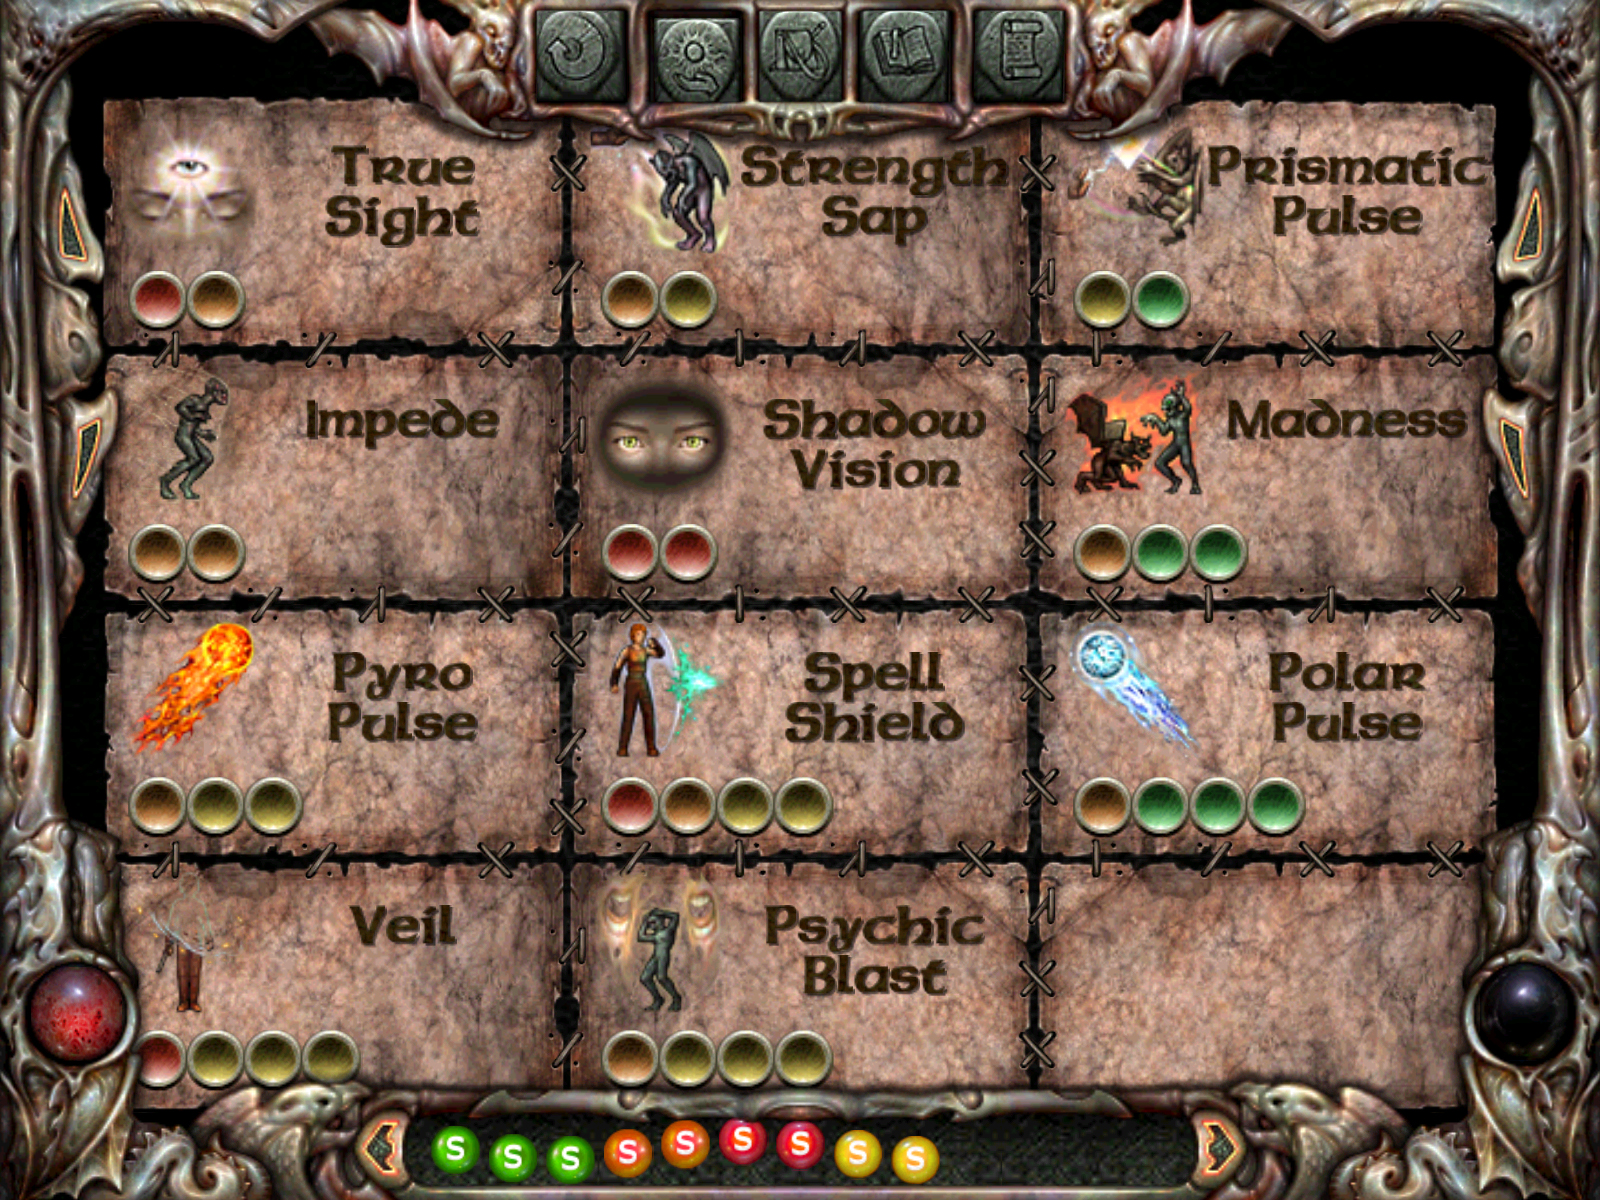 True
Sight
Strength
Sap
Prismatic
Pulse
Impede
Shadow
Vision
Madness
Pyro
Pulse
Spell
Shield
Polar
Pulse
Veil
Psychic
Blast
S S S S S S S S S